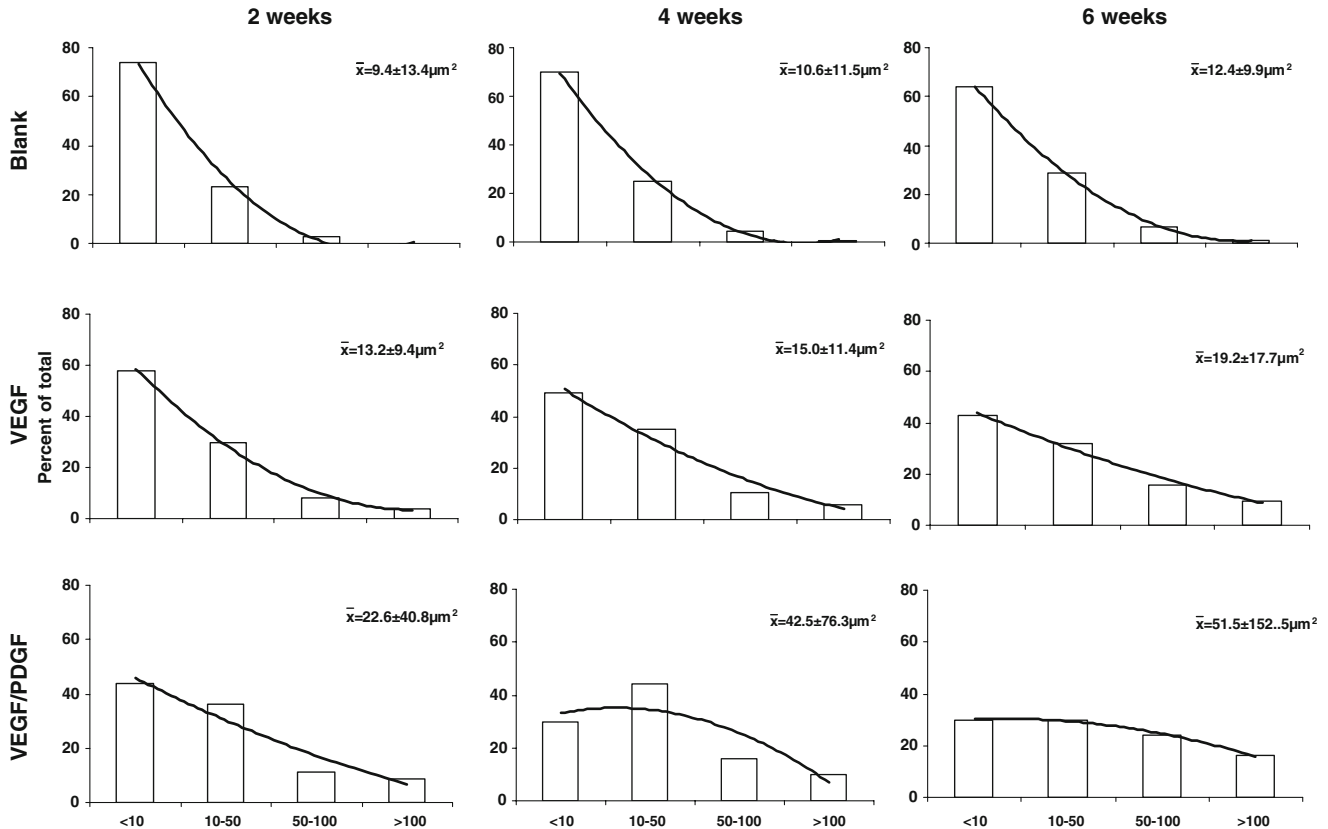 2 weeks 4 weeks 6 weeks
Blank
80
60
40
20
0
x̄=9.4±13.4µm²
80
60
40
20
0
x̄=10.6±11.5µm²
80
60
40
20
0
x̄=12.4±9.9µm²
VEGF
Percent of total
80
60
40
20
0
x̄=13.2±9.4µm²
80
60
40
20
0
x̄=15.0±11.4µm²
80
60
40
20
0
x̄=19.2±17.7µm²
VEGF/PDGF
80
60
40
20
0
x̄=22.6±40.8µm²
<10 10-50 50-100 >100
80
60
40
20
0
x̄=42.5±76.3µm²
<10 10-50 50-100 >100
80
60
40
20
0
x̄=51.5±152..5µm²
<10 10-50 50-100 >100